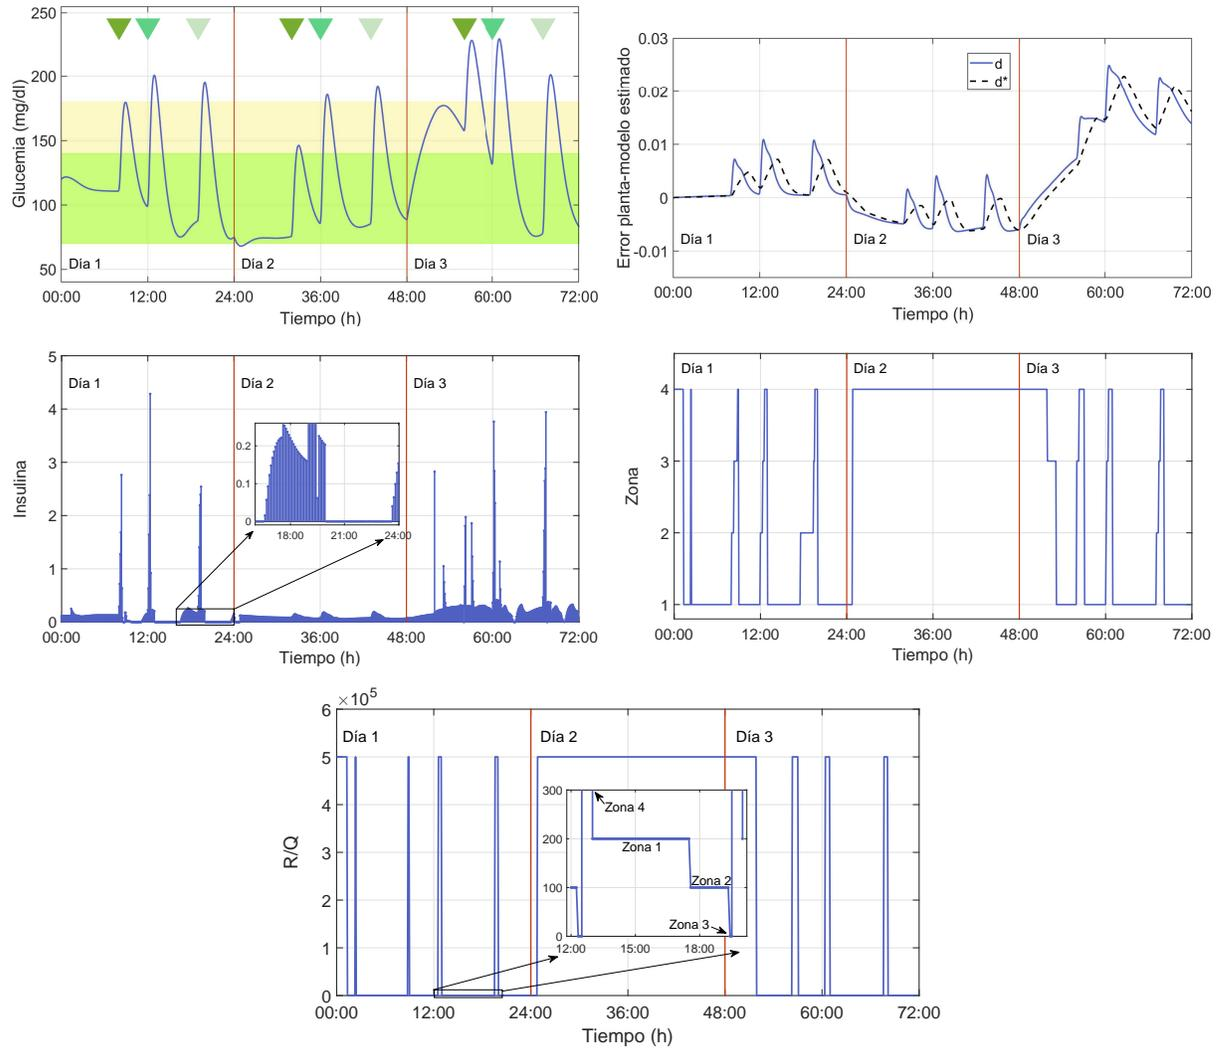 250
200
150
100
50
Glucemia (mg/dl)
Día 1
Día 2
Día 3
00:00 12:00 24:00 36:00 48:00 60:00 72:00
Tiempo (h)
0.03
0.02
0.01
0
-0.01
Error planta-modelo estimado
d
d*
Día 1
Día 2
Día 3
00:00 12:00 24:00 36:00 48:00 60:00 72:00
Tiempo (h)
5
4
3
2
1
0
Insulina
Día 1
Día 2
Día 3
0.2
0.1
0
18:00 21:00 24:00
00:00 12:00 24:00 36:00 48:00 60:00 72:00
Tiempo (h)
4
3
2
1
Zona
Día 1
Día 2
Día 3
00:00 12:00 24:00 36:00 48:00 60:00 72:00
Tiempo (h)
×10⁵
6
5
4
3
2
1
0
R/Q
Día 1
Día 2
Día 3
300
200
100
0
Zona 4
Zona 1
Zona 2
Zona 3
12:00 15:00 18:00
00:00 12:00 24:00 36:00 48:00 60:00 72:00
Tiempo (h)